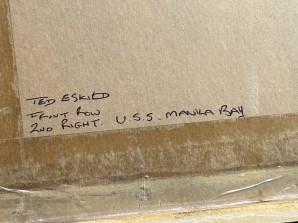 TED ESKILD
FRONT ROW
2ND RIGHT. U.S.S. MANILA BAY